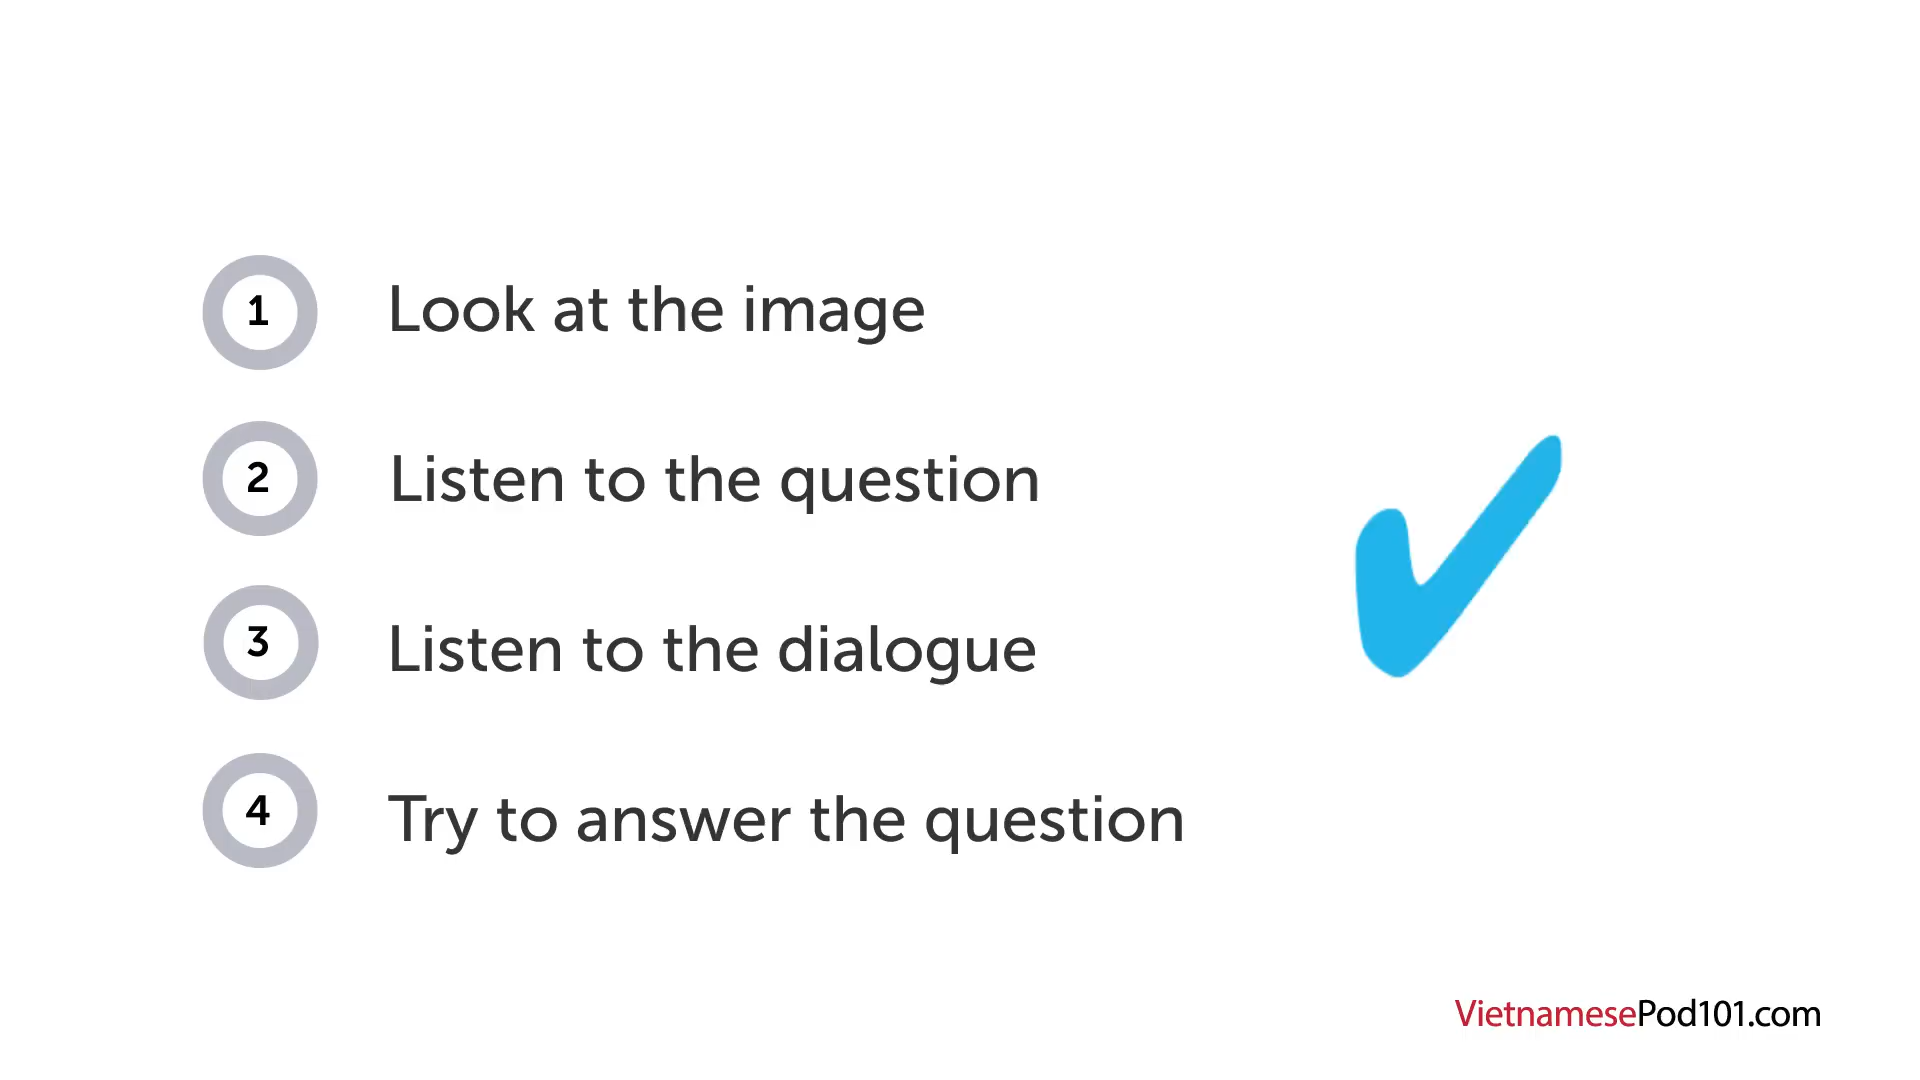 1 Look at the image
2 Listen to the question
3 Listen to the dialogue
4 Try to answer the question
VietnamesePod101.com